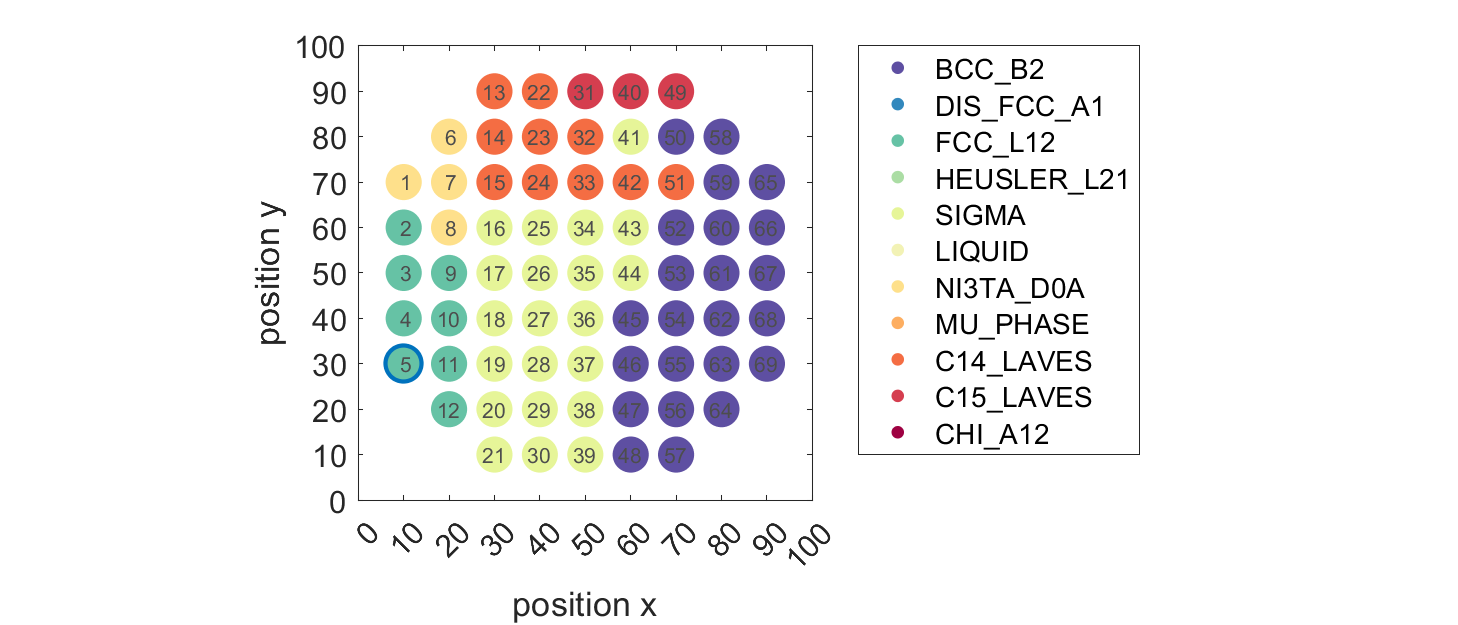 100
90
80
70
60
50
40
30
20
10
0
position y
13 22 31 40 49
6 14 23 32 41 50 58
1 7 15 24 33 42 51 59 65
2 8 16 25 34 43 52 60 66
3 9 17 26 35 44 53 61 67
4 10 18 27 36 45 54 62 68
5 11 19 28 37 46 55 63 69
12 20 29 38 47 56 64
21 30 39 48 57
0 10 20 30 40 50 60 70 80 90 100
position x
BCC_B2
DIS_FCC_A1
FCC_L12
HEUSLER_L21
SIGMA
LIQUID
NI3TA_D0A
MU_PHASE
C14_LAVES
C15_LAVES
CHI_A12